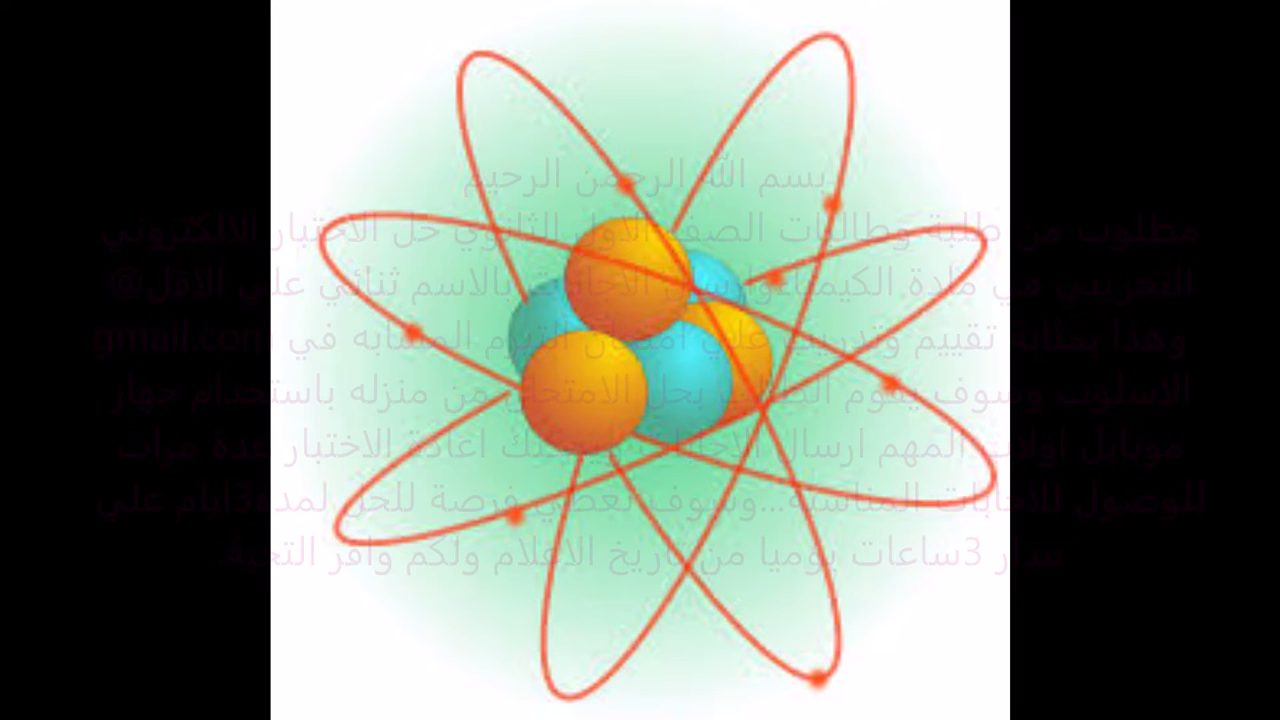 بسم الله الرحمن الرحيم
مطلوب من طلبة وطالبات الصف الاول الثانوي حل الاختبار الالكتروني
التجريبي في مادة الكيمياء الاجابات بالاسم ثنائي علي الاقل@
gmail.com وهذا بمثابة تقييم وتدريب علي امتحان اليوم المشابه في
الاسلوب وسوف يقوم الطالب بحل الامتحان من منزله باستخدام جهاز
موبايل اولاب المهم ارسال اعادة الاختبار عدة مرات
للوصول للاجابات المناسبة...وسوف نعطي فرصة للحل لمدة3ايام علي
مدار 3ساعات يوميا من تاريخ الاعلام ولكم وافر التحية